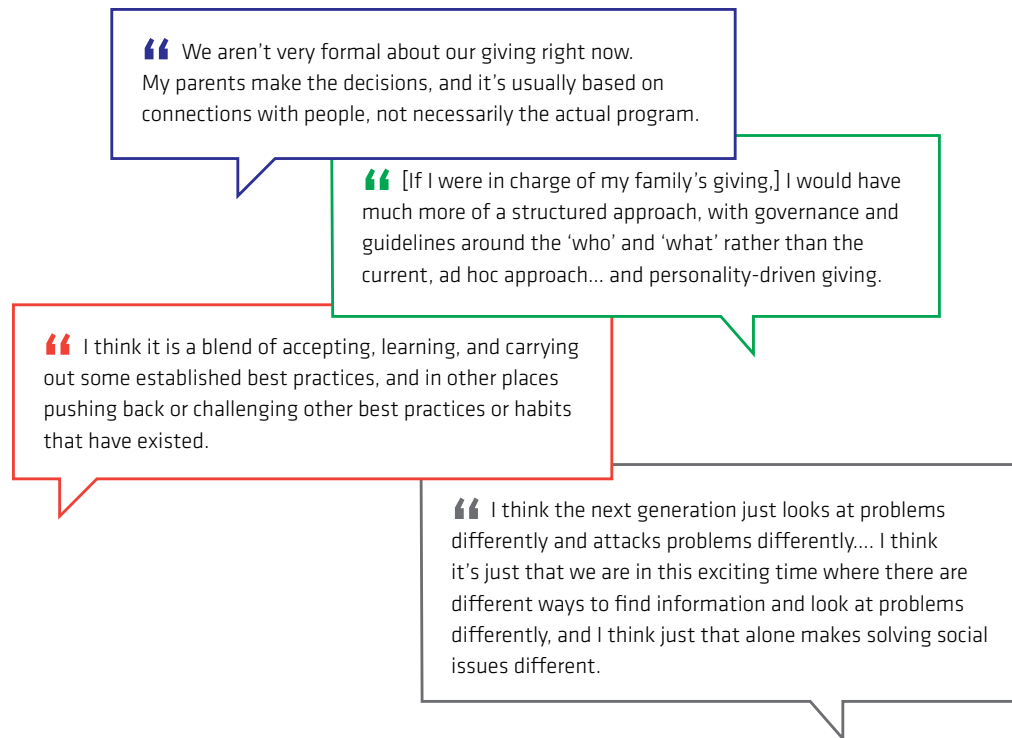 “ We aren’t very formal about our giving right now.
My parents make the decisions, and it’s usually based on
connections with people, not necessarily the actual program.
“ [If I were in charge of my family’s giving,] I would have
much more of a structured approach, with governance and
guidelines around the ‘who’ and ‘what’ rather than the
current, ad hoc approach... and personality-driven giving.
“ I think it is a blend of accepting, learning, and carrying
out some established best practices, and in other places
pushing back or challenging other best practices or habits
that have existed.
“ I think the next generation just looks at problems
differently and attacks problems differently.... I think
it’s just that we are in this exciting time where there are
different ways to find information and look at problems
differently, and I think just that alone makes solving social
issues different.